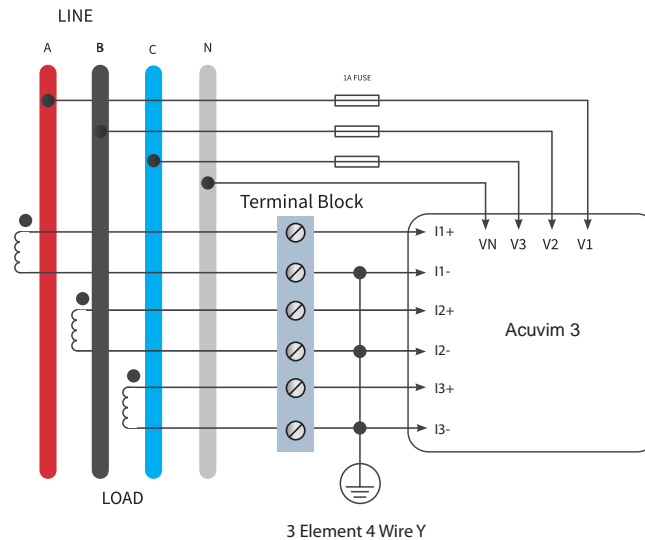 LINE
A B C N
1A FUSE
Terminal Block
VN V3 V2 V1
I1+
I1-
I2+
I2-
I3+
I3-
Acuvim 3
LOAD
3 Element 4 Wire Y